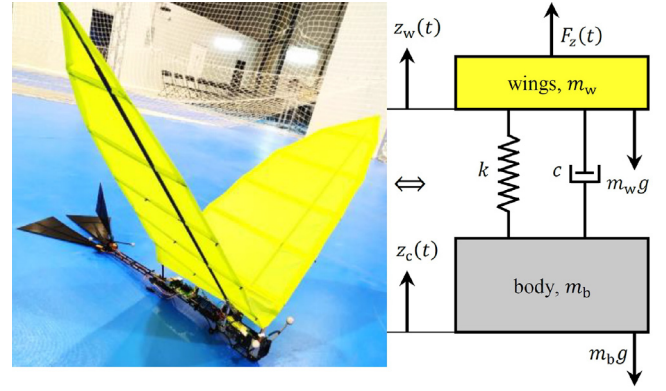 z_w(t)
F_z(t)
wings, m_w
k
c
m_w g
⇔
z_c(t)
body, m_b
m_b g